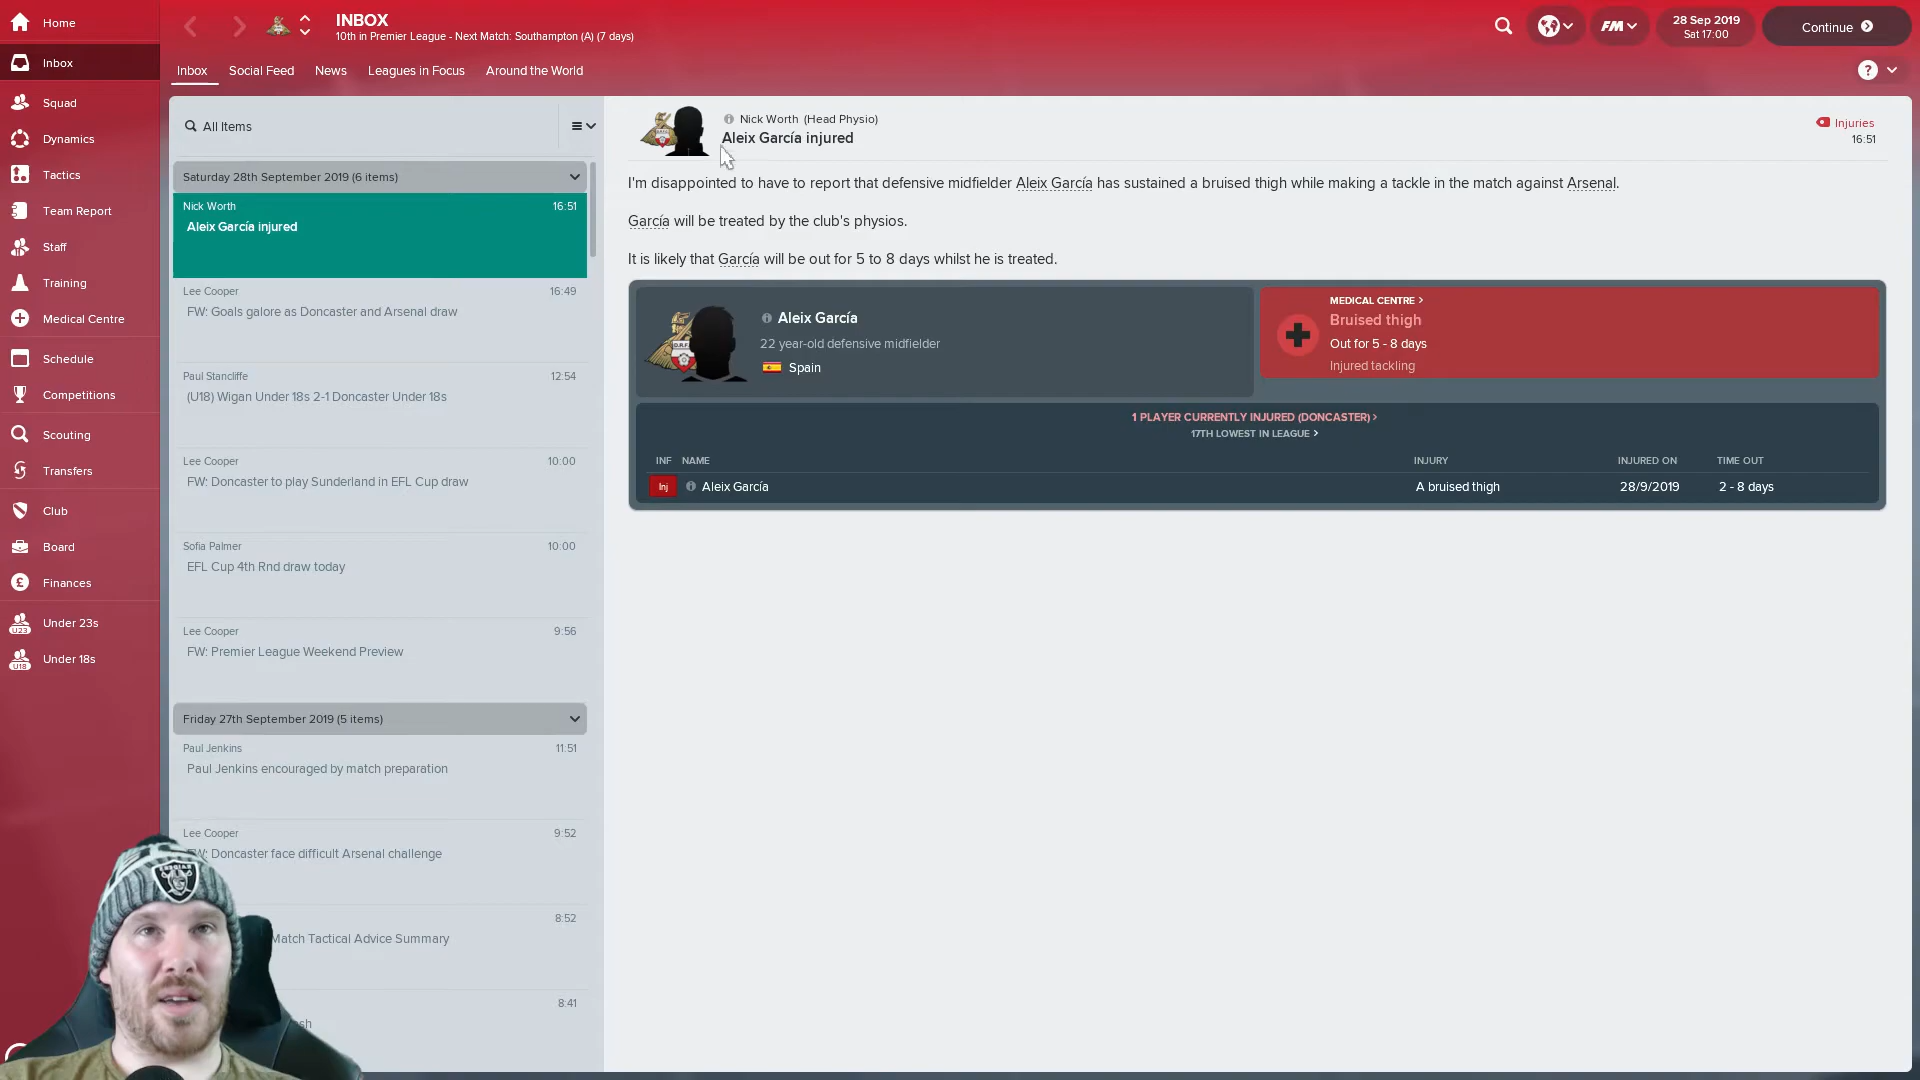 Home
Inbox
Squad
Dynamics
Tactics
Team Report
Staff
Training
Medical Centre
Schedule
Competitions
Scouting
Transfers
Club
Board
Finances
Under 23s
Under 18s
INBOX
10th in Premier League - Next Match: Southampton (A) (7 days)
FM
28 Sep 2019
Sat 17:00
Continue
Inbox
Social Feed
News
Leagues in Focus
Around the World
?
All Items
Saturday 28th September 2019 (6 items)
Nick Worth 16:51
Aleix García injured
Lee Cooper 16:49
FW: Goals galore as Doncaster and Arsenal draw
Paul Stancliffe 12:54
(U18) Wigan Under 18s 2-1 Doncaster Under 18s
Lee Cooper 10:00
FW: Doncaster to play Sunderland in EFL Cup draw
Sofia Palmer 10:00
EFL Cup 4th Rnd draw today
Lee Cooper 9:56
FW: Premier League Weekend Preview
Friday 27th September 2019 (5 items)
Paul Jenkins 11:51
Paul Jenkins encouraged by match preparation
Lee Cooper 9:52
FW: Doncaster face difficult Arsenal challenge
8:52
Match Tactical Advice Summary
8:41
Nick Worth (Head Physio)
Aleix García injured
Injuries
16:51
I'm disappointed to have to report that defensive midfielder Aleix García has sustained a bruised thigh while making a tackle in the match against Arsenal.
García will be treated by the club's physios.
It is likely that García will be out for 5 to 8 days whilst he is treated.
Aleix García
22 year-old defensive midfielder
Spain
MEDICAL CENTRE >
Bruised thigh
Out for 5 - 8 days
Injured tackling
1 PLAYER CURRENTLY INJURED (DONCASTER) >
17TH LOWEST IN LEAGUE >
INF NAME INJURY INJURED ON TIME OUT
Inj Aleix García A bruised thigh 28/9/2019 2 - 8 days
RAIDERS